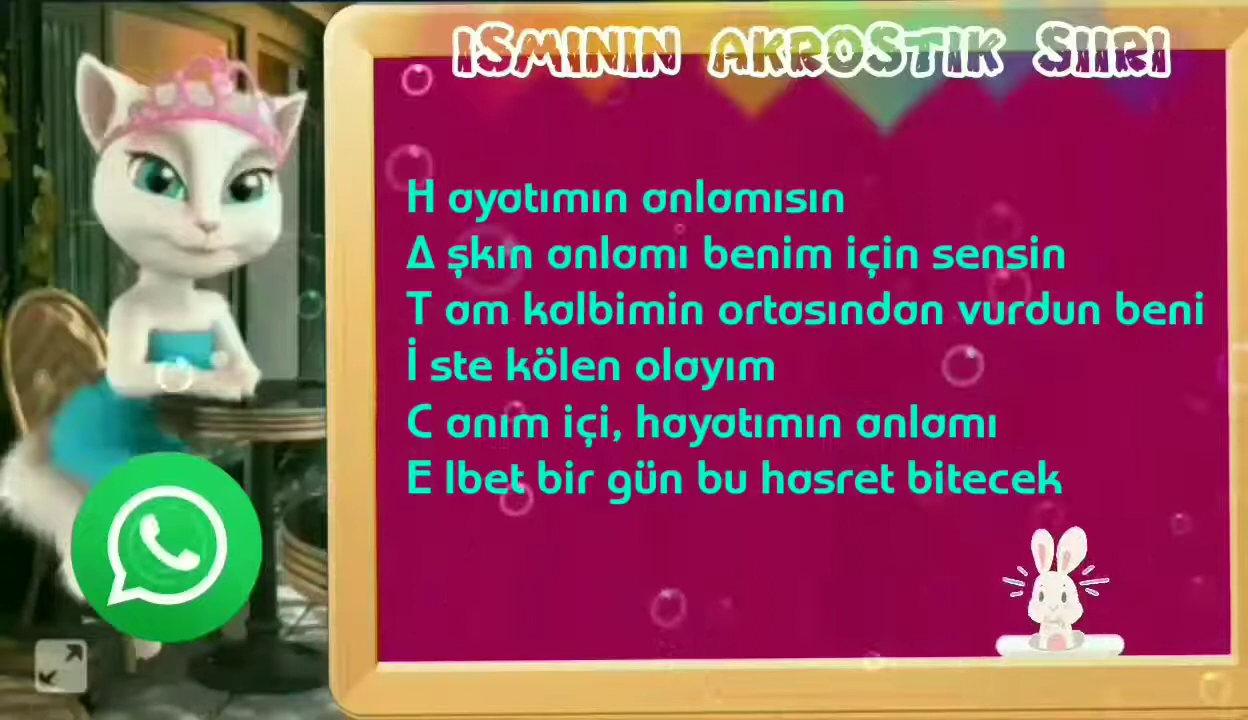 ISMININ AKROSTIK SIIRI
H ayatımın anlamısın
A şkın anlamı benim için sensin
T am kalbimin ortasından vurdun beni
İ ste kölen olayım
C anım içi, hayatımın anlamı
E lbet bir gün bu hasret bitecek